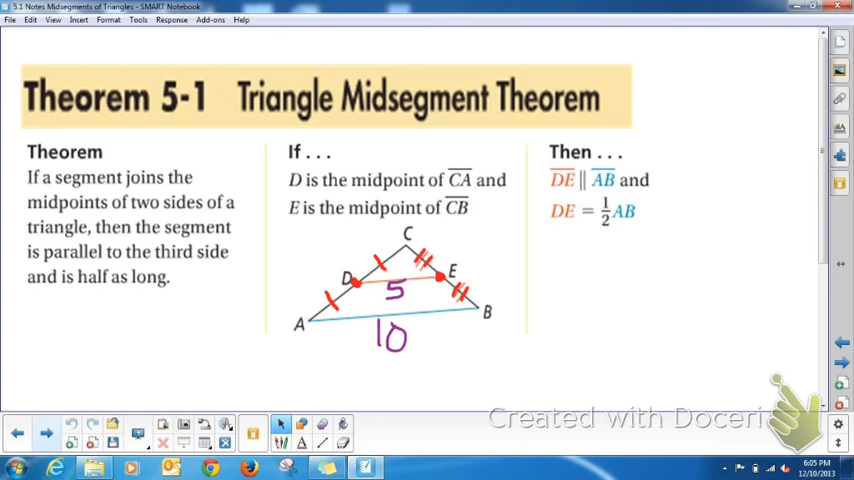 5.1 Notes Midsegments of Triangles - SMART Notebook
File Edit View Insert Format Tools Response Add-ons Help
Theorem 5-1 Triangle Midsegment Theorem
Theorem
If a segment joins the
midpoints of two sides of a
triangle, then the segment
is parallel to the third side
and is half as long.
If . . .
D is the midpoint of CA and
E is the midpoint of CB
C
D
E
5
A
B
10
Then . . .
DE ∥ AB and
DE = 1/2 AB
Created with Doceri
6:05 PM
12/10/2013